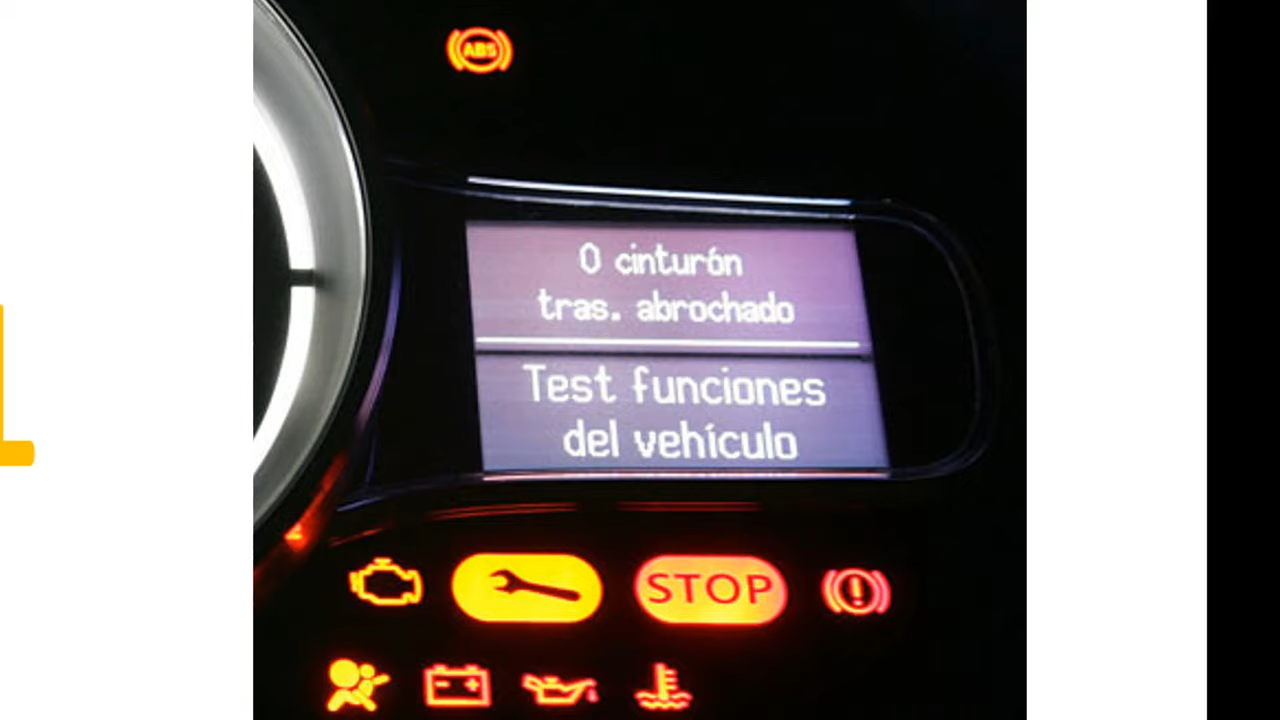 ABS
0 cinturón
tras. abrochado
Test funciones
del vehículo
STOP